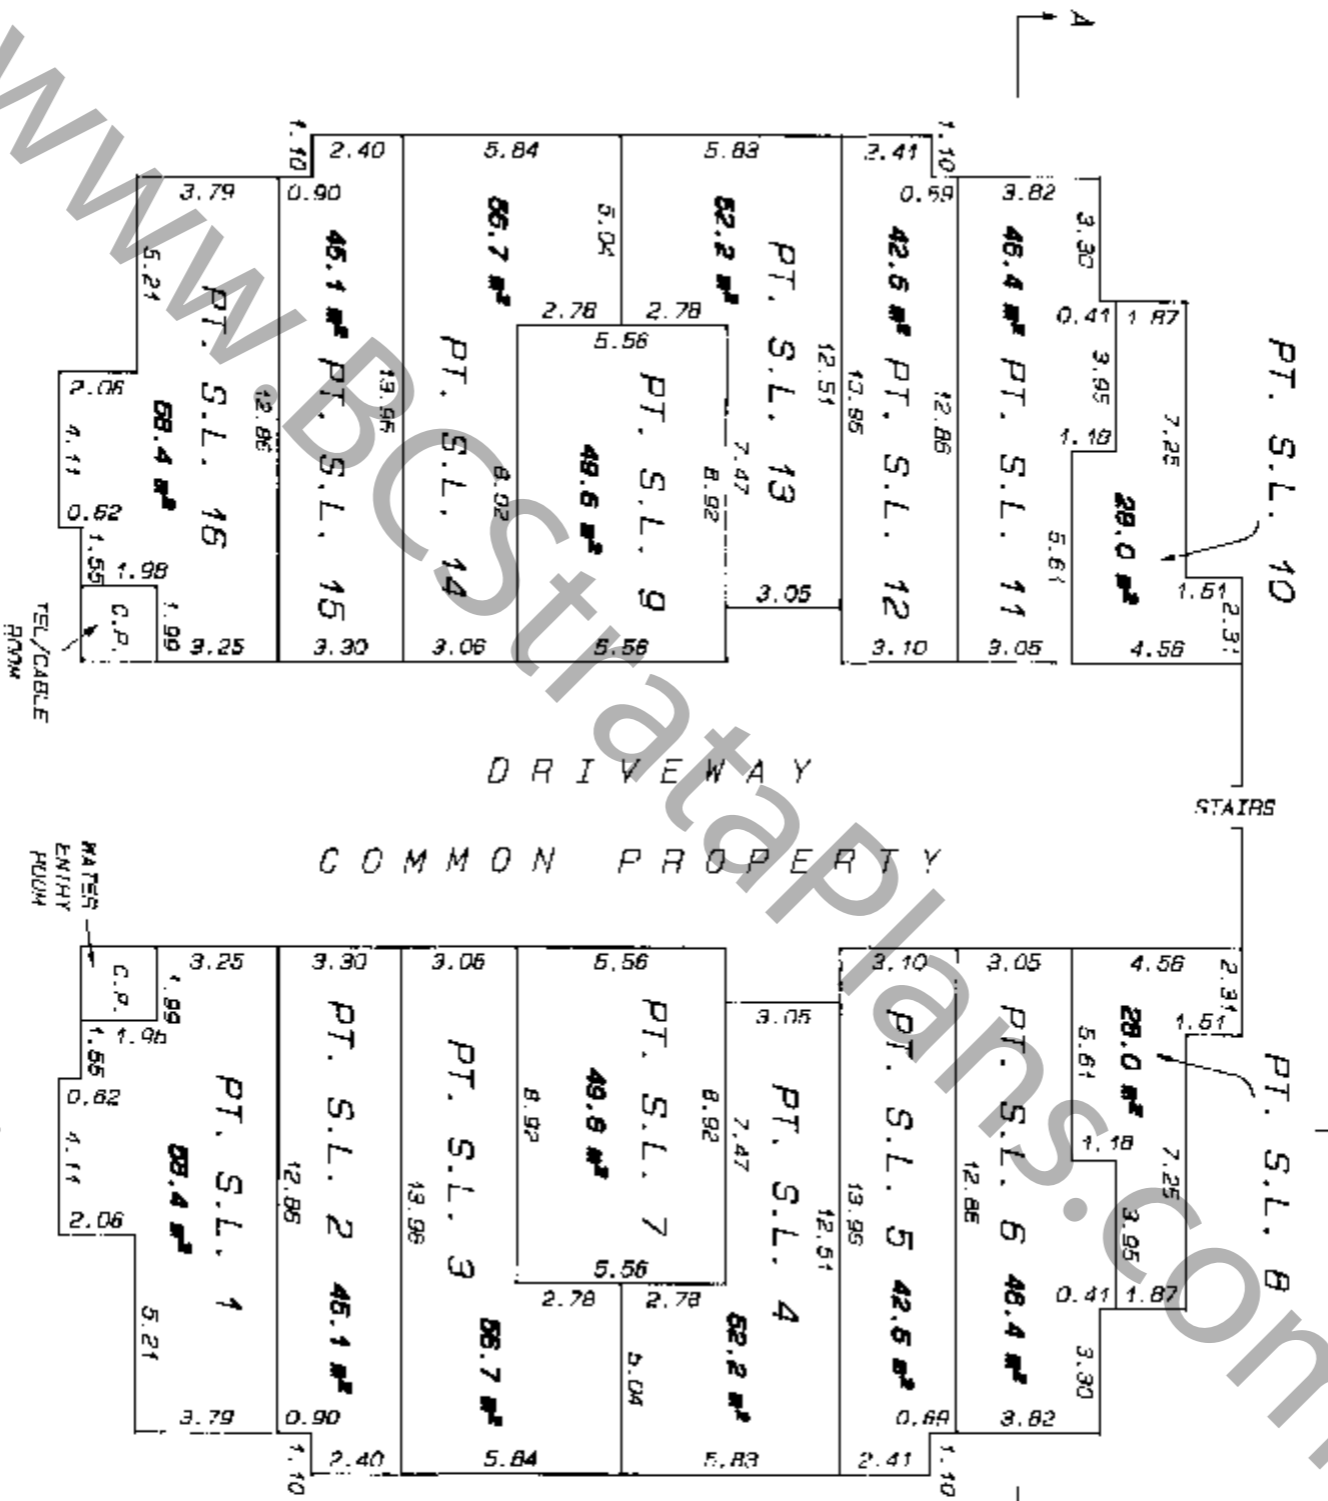 A
1.10
2.40
5.84
5.83
2.41
1.10
3.79
0.90
0.69
3.82
3.30
5.21
45.1 m²
56.7 m²
5.04
52.2 m²
42.6 m²
46.4 m²
0.41
1.87
2.78
2.78
5.56
PT. S.L. 16
PT. S.L. 15
PT. S.L. 14
PT. S.L. 9
PT. S.L. 13
PT. S.L. 12
PT. S.L. 11
PT. S.L. 10
2.06
58.4 m²
12.86
13.96
8.92
49.6 m²
8.92
7.47
12.51
13.95
12.86
3.95
1.18
7.25
28.0 m²
4.11
0.62
1.55
1.98
C.P.
1.99
5.61
1.51
2.31
3.05
3.25
3.30
3.06
5.56
3.10
3.05
4.56
TEL/CABLE
ROOM
DRIVEWAY
STAIRS
COMMON PROPERTY
WATER
ENTRY
ROOM
3.25
3.30
3.06
5.56
3.10
3.05
4.56
2.31
C.P.
1.99
1.55
3.05
1.51
28.0 m²
5.61
0.62
4.11
2.06
PT. S.L. 1
PT. S.L. 2
PT. S.L. 3
PT. S.L. 7
PT. S.L. 4
PT. S.L. 5
PT. S.L. 6
PT. S.L. 8
58.4 m²
12.86
13.96
8.92
49.6 m²
8.92
7.47
12.51
13.95
12.86
1.18
3.95
7.25
5.56
2.78
2.78
0.41
1.87
5.21
45.1 m²
56.7 m²
5.04
52.2 m²
42.6 m²
46.4 m²
3.30
3.79
0.90
0.69
3.82
1.10
2.40
5.84
5.83
2.41
1.10
www.BCStrataPlans.com